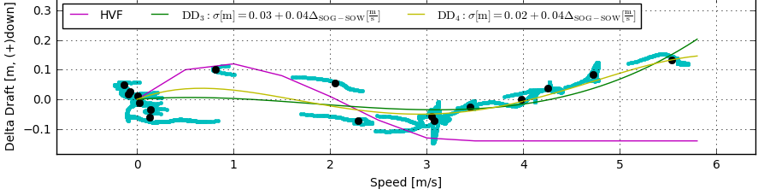 HVF DD₃ : σ[m] = 0.03 + 0.04Δ_SOG−SOW[m/s] DD₄ : σ[m] = 0.02 + 0.04Δ_SOG−SOW[m/s]
Delta Draft [m, (+)down]
0.3
0.2
0.1
0.0
−0.1
0 1 2 3 4 5 6
Speed [m/s]